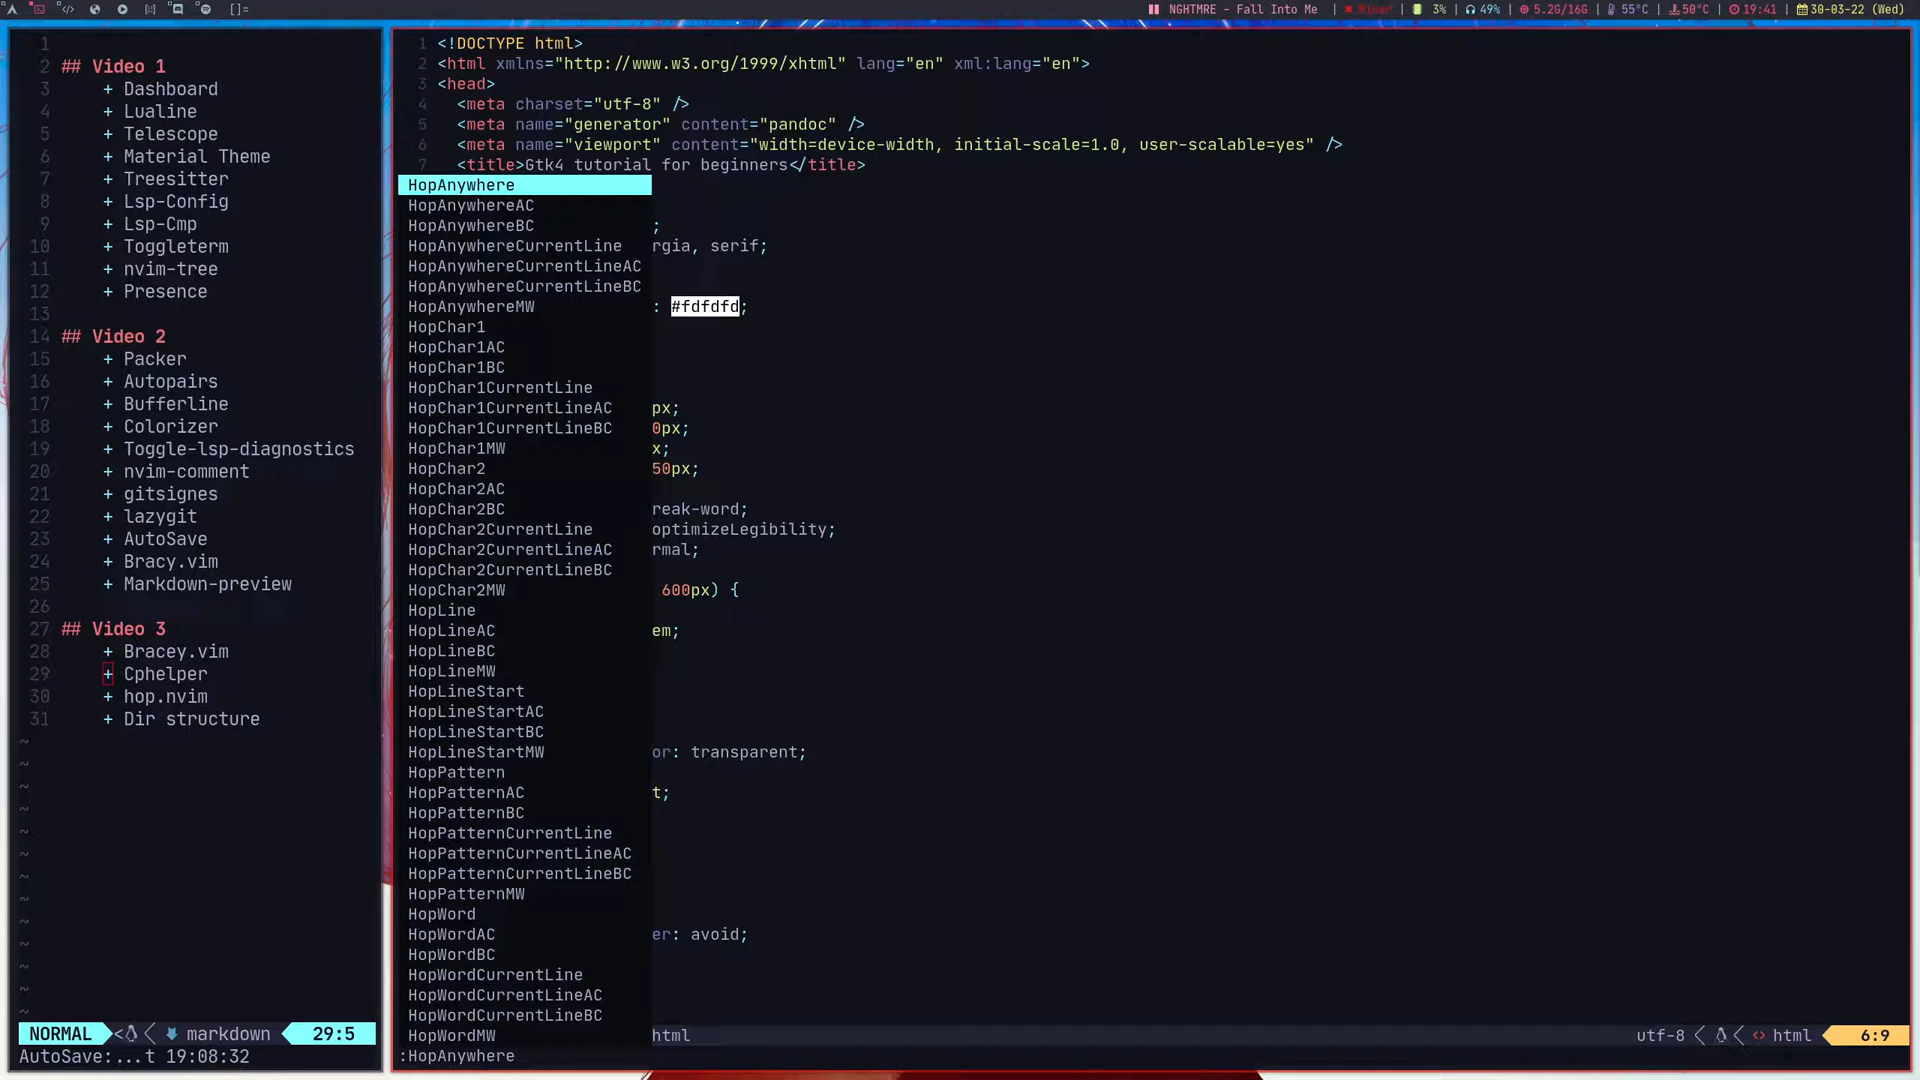 []= NGHTMRE - Fall Into Me | | 3% | 49% | 5.2G/16G | 55°C | 50°C | 19:41 | 30-03-22 (Wed)
1
2 ## Video 1
3 + Dashboard
4 + Lualine
5 + Telescope
6 + Material Theme
7 + Treesitter
8 + Lsp-Config
9 + Lsp-Cmp
10 + Toggleterm
11 + nvim-tree
12 + Presence
13
14 ## Video 2
15 + Packer
16 + Autopairs
17 + Bufferline
18 + Colorizer
19 + Toggle-lsp-diagnostics
20 + nvim-comment
21 + gitsignes
22 + lazygit
23 + AutoSave
24 + Bracy.vim
25 + Markdown-preview
26
27 ## Video 3
28 + Bracey.vim
29 + Cphelper
30 + hop.nvim
31 + Dir structure
~
~
~
~
~
~
~
~
~
~
~
~
~
NORMAL < markdown 29:5
AutoSave:...t 19:08:32
1 <!DOCTYPE html>
2 <html xmlns="http://www.w3.org/1999/xhtml" lang="en" xml:lang="en">
3 <head>
4 <meta charset="utf-8" />
5 <meta name="generator" content="pandoc" />
6 <meta name="viewport" content="width=device-width, initial-scale=1.0, user-scalable=yes" />
7 <title>Gtk4 tutorial for beginners</title>
HopAnywhere
HopAnywhereAC
HopAnywhereBC ;
HopAnywhereCurrentLine rgia, serif;
HopAnywhereCurrentLineAC
HopAnywhereCurrentLineBC
HopAnywhereMW : #fdfdfd;
HopChar1
HopChar1AC
HopChar1BC
HopChar1CurrentLine
HopChar1CurrentLineAC px;
HopChar1CurrentLineBC 0px;
HopChar1MW x;
HopChar2 50px;
HopChar2AC
HopChar2BC reak-word;
HopChar2CurrentLine optimizeLegibility;
HopChar2CurrentLineAC rmal;
HopChar2CurrentLineBC
HopChar2MW 600px) {
HopLine
HopLineAC em;
HopLineBC
HopLineMW
HopLineStart
HopLineStartAC
HopLineStartBC
HopLineStartMW or: transparent;
HopPattern
HopPatternAC t;
HopPatternBC
HopPatternCurrentLine
HopPatternCurrentLineAC
HopPatternCurrentLineBC
HopPatternMW
HopWord
HopWordAC er: avoid;
HopWordBC
HopWordCurrentLine
HopWordCurrentLineAC
HopWordCurrentLineBC
HopWordMW html utf-8 <> html 6:9
:HopAnywhere